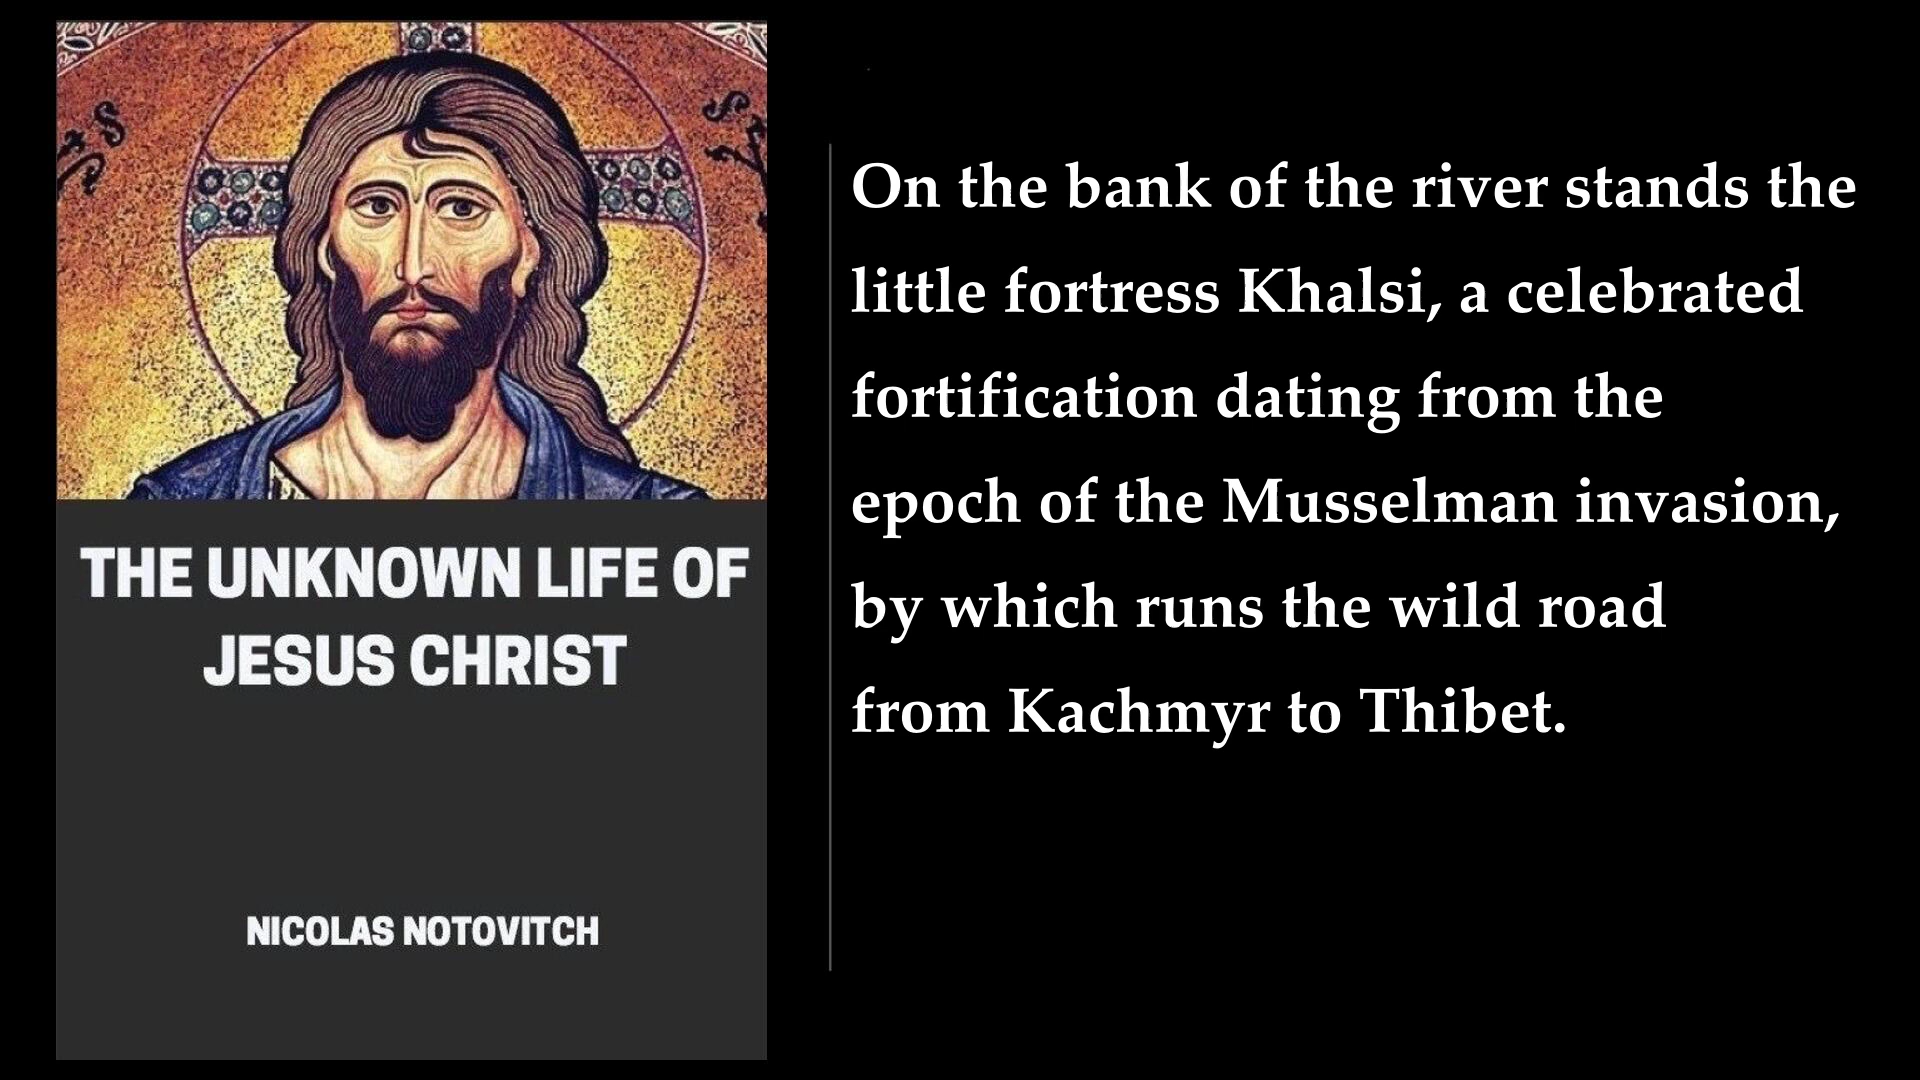 THE UNKNOWN LIFE OF
JESUS CHRIST
NICOLAS NOTOVITCH
On the bank of the river stands the
little fortress Khalsi, a celebrated
fortification dating from the
epoch of the Musselman invasion,
by which runs the wild road
from Kachmyr to Thibet.